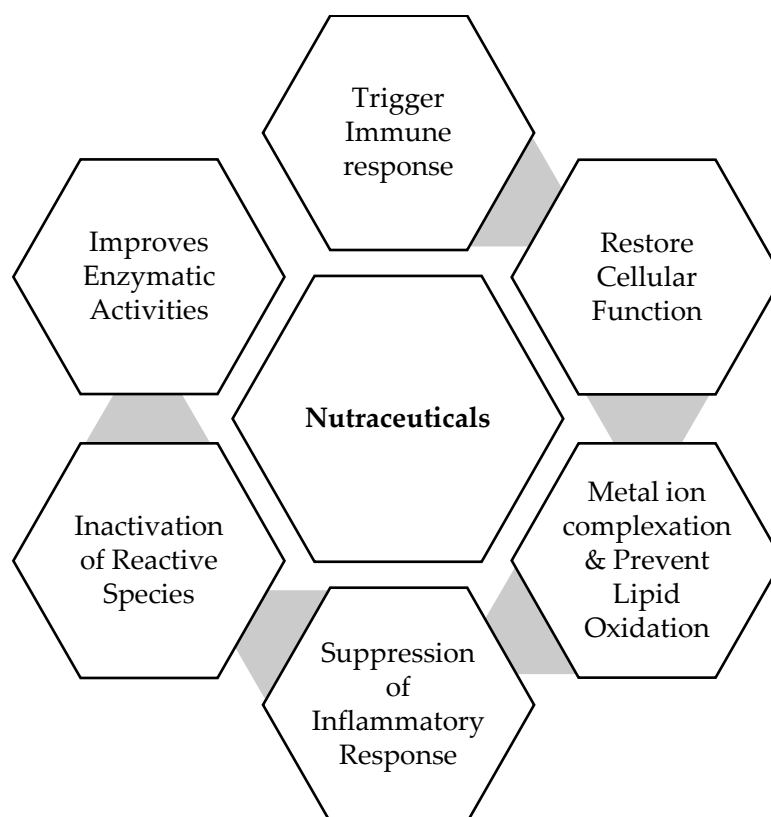 Trigger
Immune
response
Improves
Enzymatic
Activities
Restore
Cellular
Function
Nutraceuticals
Inactivation
of Reactive
Species
Metal ion
complexation
& Prevent
Lipid
Oxidation
Suppression
of
Inflammatory
Response